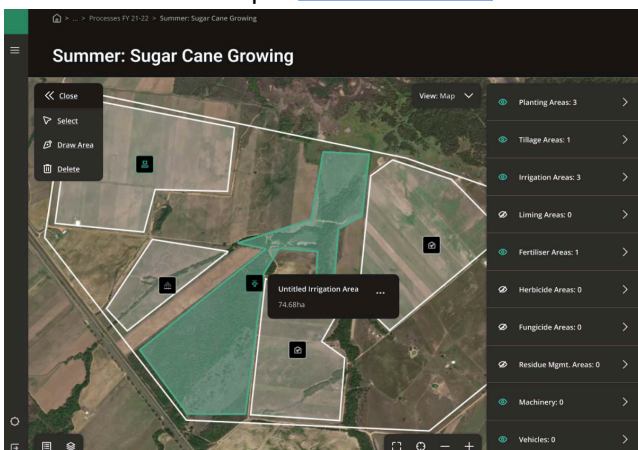 > ... > Processes FY 21-22 > Summer: Sugar Cane Growing
Summer: Sugar Cane Growing
Close
Select
Draw Area
Delete
View: Map
Untitled Irrigation Area ...
74.68ha
Planting Areas: 3
Tillage Areas: 1
Irrigation Areas: 3
Liming Areas: 0
Fertiliser Areas: 1
Herbicide Areas: 0
Fungicide Areas: 0
Residue Mgmt. Areas: 0
Machinery: 0
Vehicles: 0